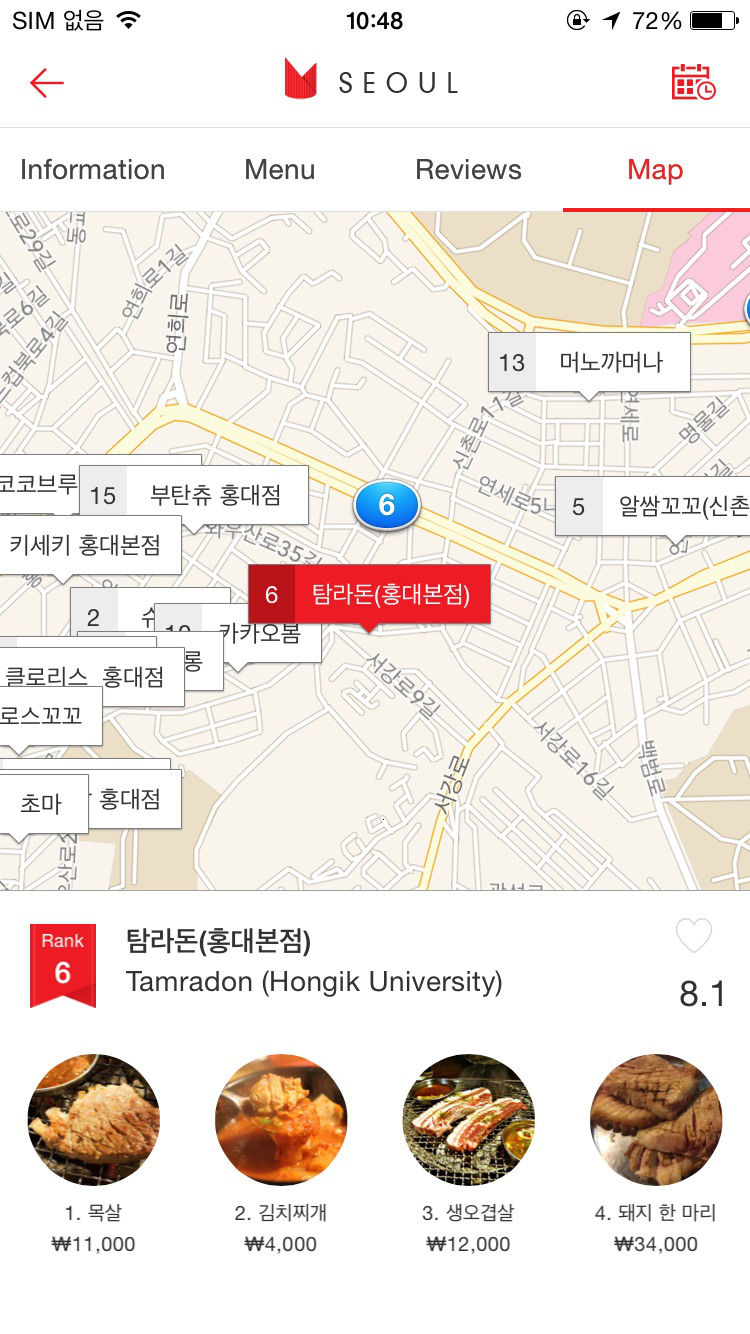 SIM 없음 10:48 72%
SEOUL
Information Menu Reviews Map
연희로1길
연희로
13 머노까머나
신촌로11길
연세로
명물길
코코브루
15 부탄츄 홍대점
6
연세로5
5 알쌈꼬꼬(신촌
와우산로35길
키세키 홍대본점
6 탐라돈(홍대본점)
2
10 카카오봄
롱
클로리스 홍대점
로스꼬꼬
서강로9길
서강로
서강로16길
백범로
홍대점
초마
Rank
6
탐라돈(홍대본점)
Tamradon (Hongik University)
8.1
1. 목살
₩11,000
2. 김치찌개
₩4,000
3. 생오겹살
₩12,000
4. 돼지 한 마리
₩34,000